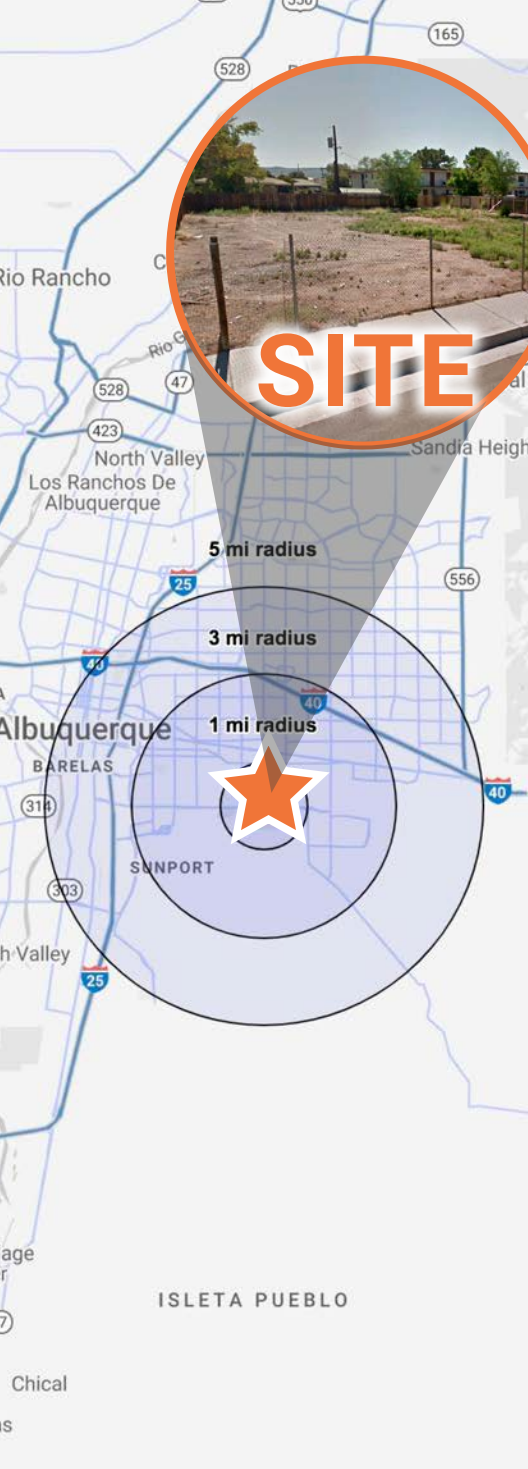 165
528
Rio Rancho
528
47
423
SITE
North Valley
Sandia Heigh
Los Ranchos De
Albuquerque
5 mi radius
25
556
3 mi radius
40
40
1 mi radius
Albuquerque
BARELAS
40
314
SUNPORT
303
h Valley
25
age
r
ISLETA PUEBLO
7
Chical
as